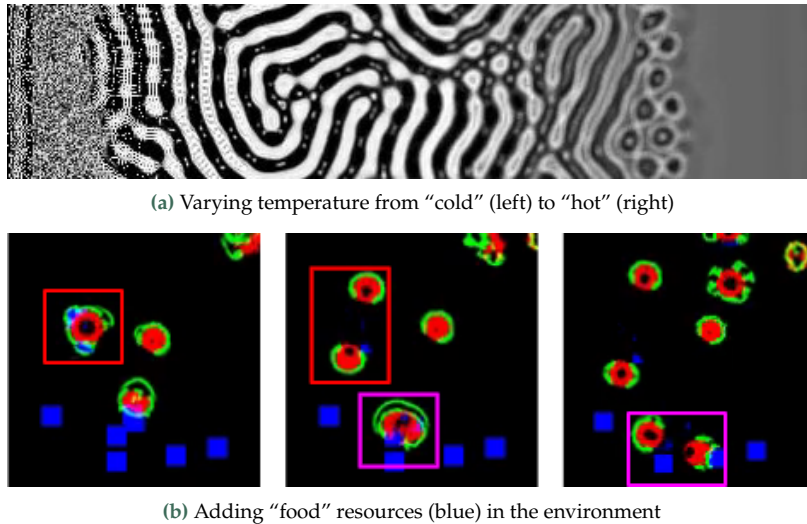 (a) Varying temperature from “cold” (left) to “hot” (right)
(b) Adding “food” resources (blue) in the environment